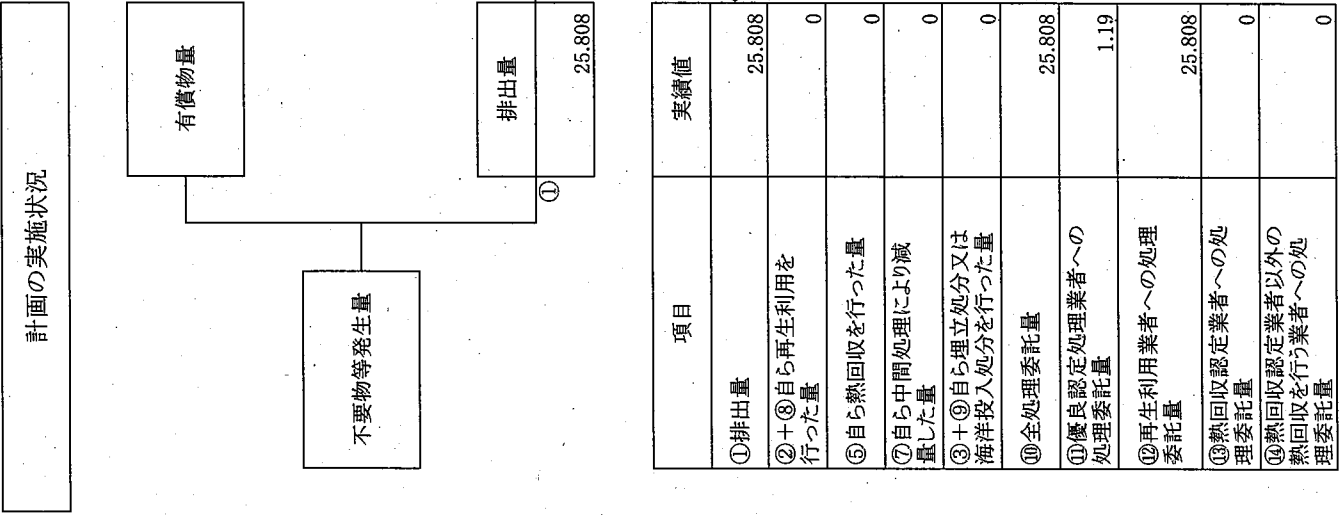 計画の実施状況
有償物量
不要物等発生量
排出量
①
25.808
項目
実績値
①排出量
25.808
②+⑧自ら再生利用を
行った量
0
⑤自ら熱回収を行った量
0
⑦自ら中間処理により減
量した量
0
③+⑨自ら埋立処分又は
海洋投入処分を行った量
0
⑩全処理委託量
25.808
⑪優良認定処理業者への
処理委託量
1.19
⑫再生利用業者への処理
委託量
25.808
⑬熱回収認定業者への処
理委託量
0
⑭熱回収認定業者以外の
熱回収を行う業者への処
理委託量
0